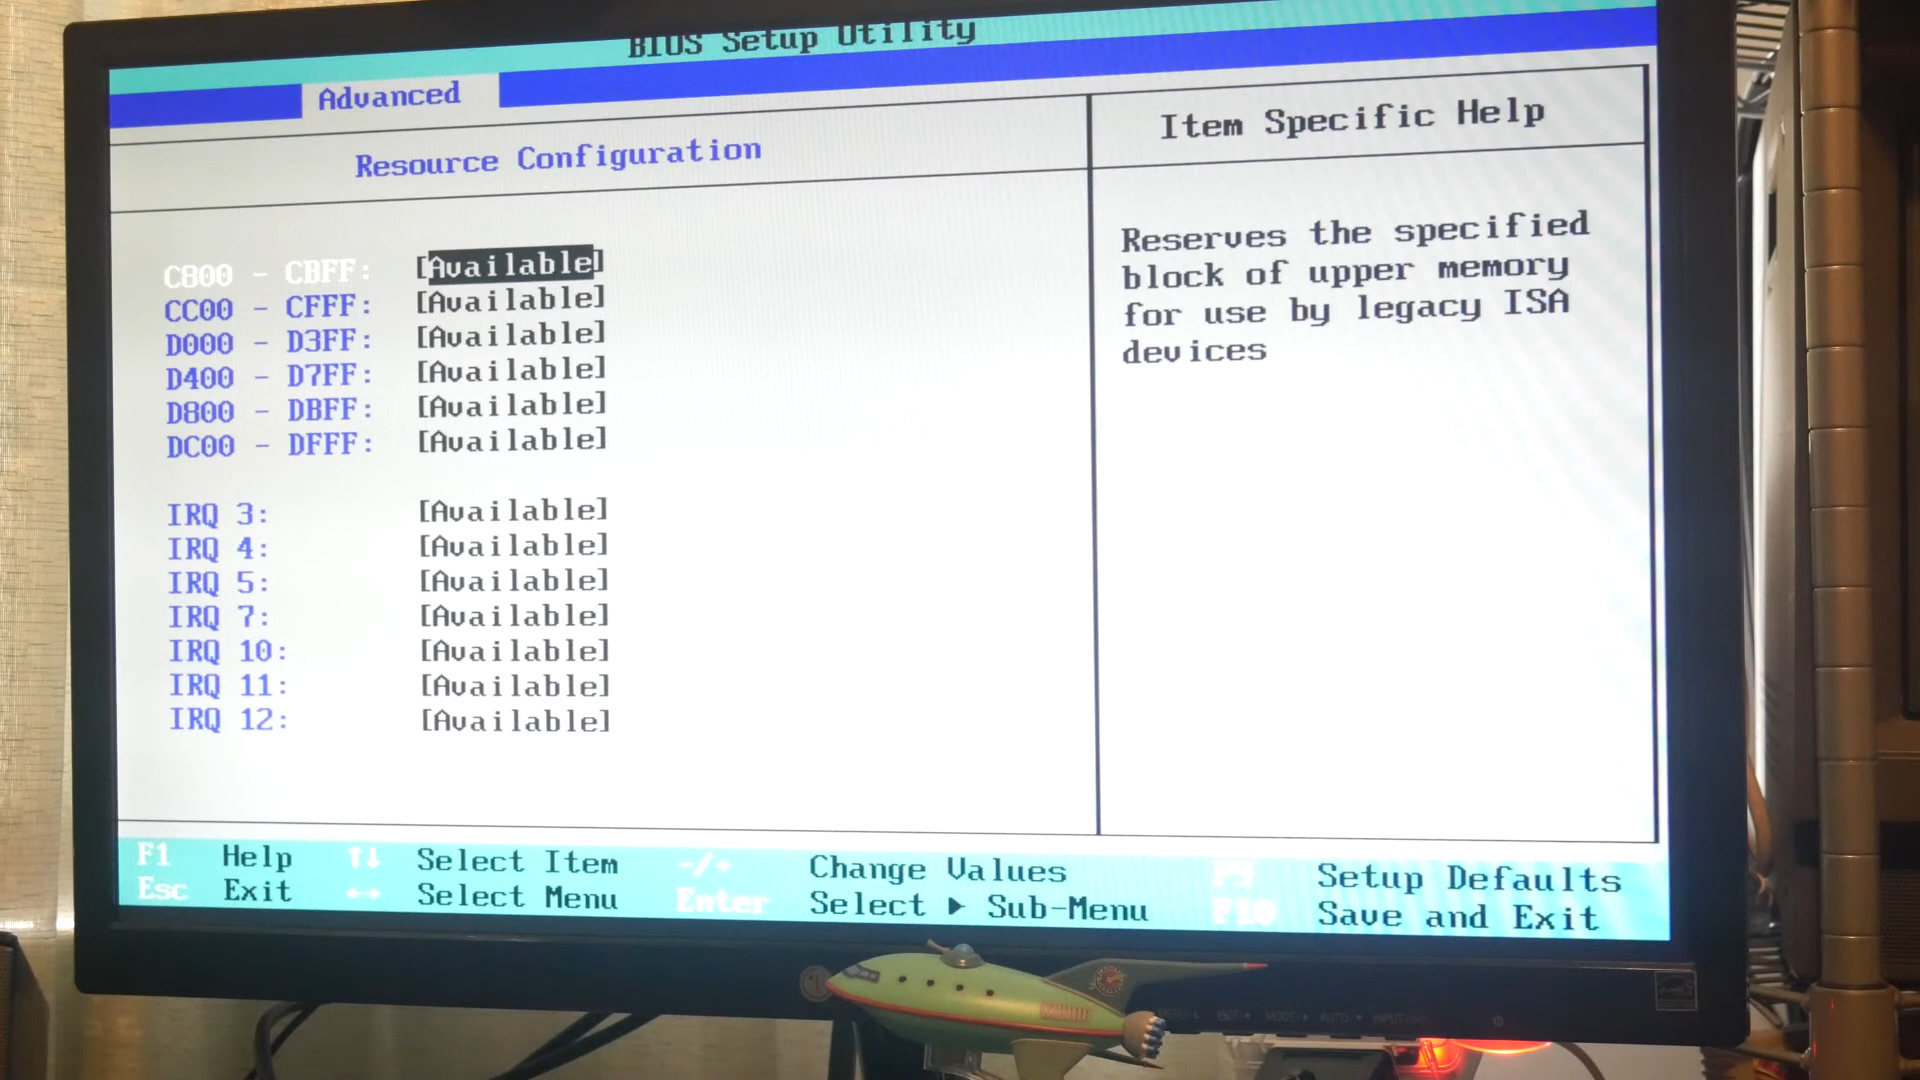 BIOS Setup Utility
Advanced
Resource Configuration
Item Specific Help
C800 - CBFF: [Available]
CC00 - CFFF: [Available]
D000 - D3FF: [Available]
D400 - D7FF: [Available]
D800 - DBFF: [Available]
DC00 - DFFF: [Available]
IRQ 3: [Available]
IRQ 4: [Available]
IRQ 5: [Available]
IRQ 7: [Available]
IRQ 10: [Available]
IRQ 11: [Available]
IRQ 12: [Available]
Reserves the specified
block of upper memory
for use by legacy ISA
devices
F1 Help ↑↓ Select Item -/+ Change Values F9 Setup Defaults
Esc Exit ↔ Select Menu Enter Select ▶ Sub-Menu F10 Save and Exit